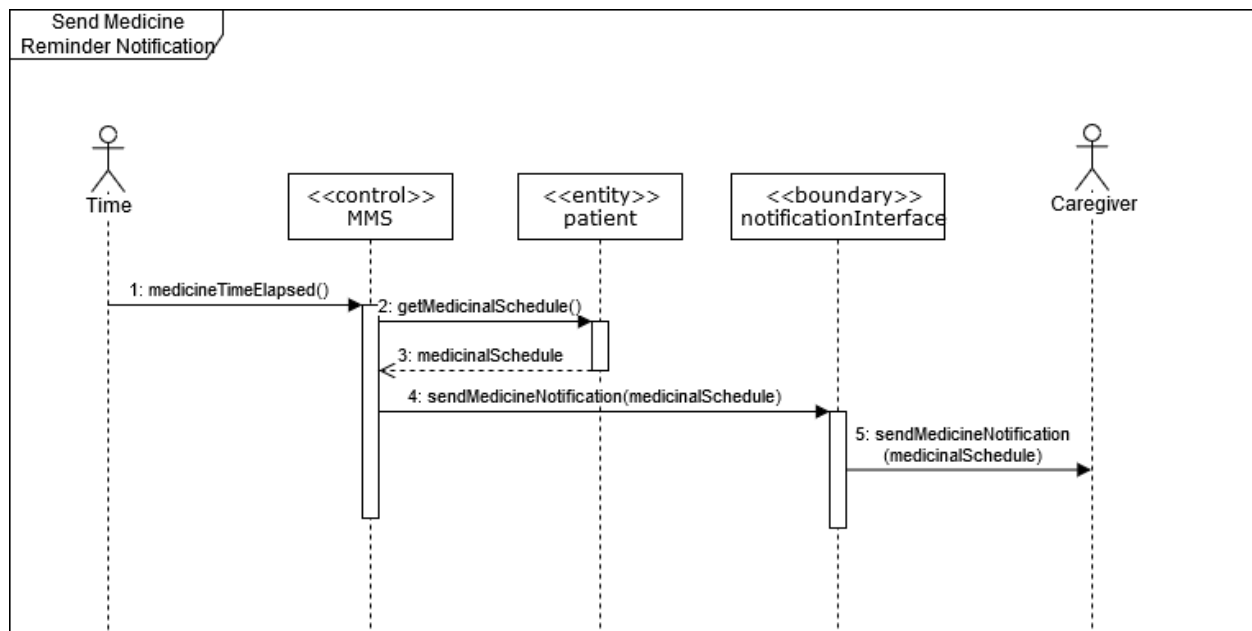 Send Medicine
Reminder Notification
Time
<<control>>
MMS
<<entity>>
patient
<<boundary>>
notificationInterface
Caregiver
1: medicineTimeElapsed()
2: getMedicinalSchedule()
3: medicinalSchedule
4: sendMedicineNotification(medicinalSchedule)
5: sendMedicineNotification
(medicinalSchedule)